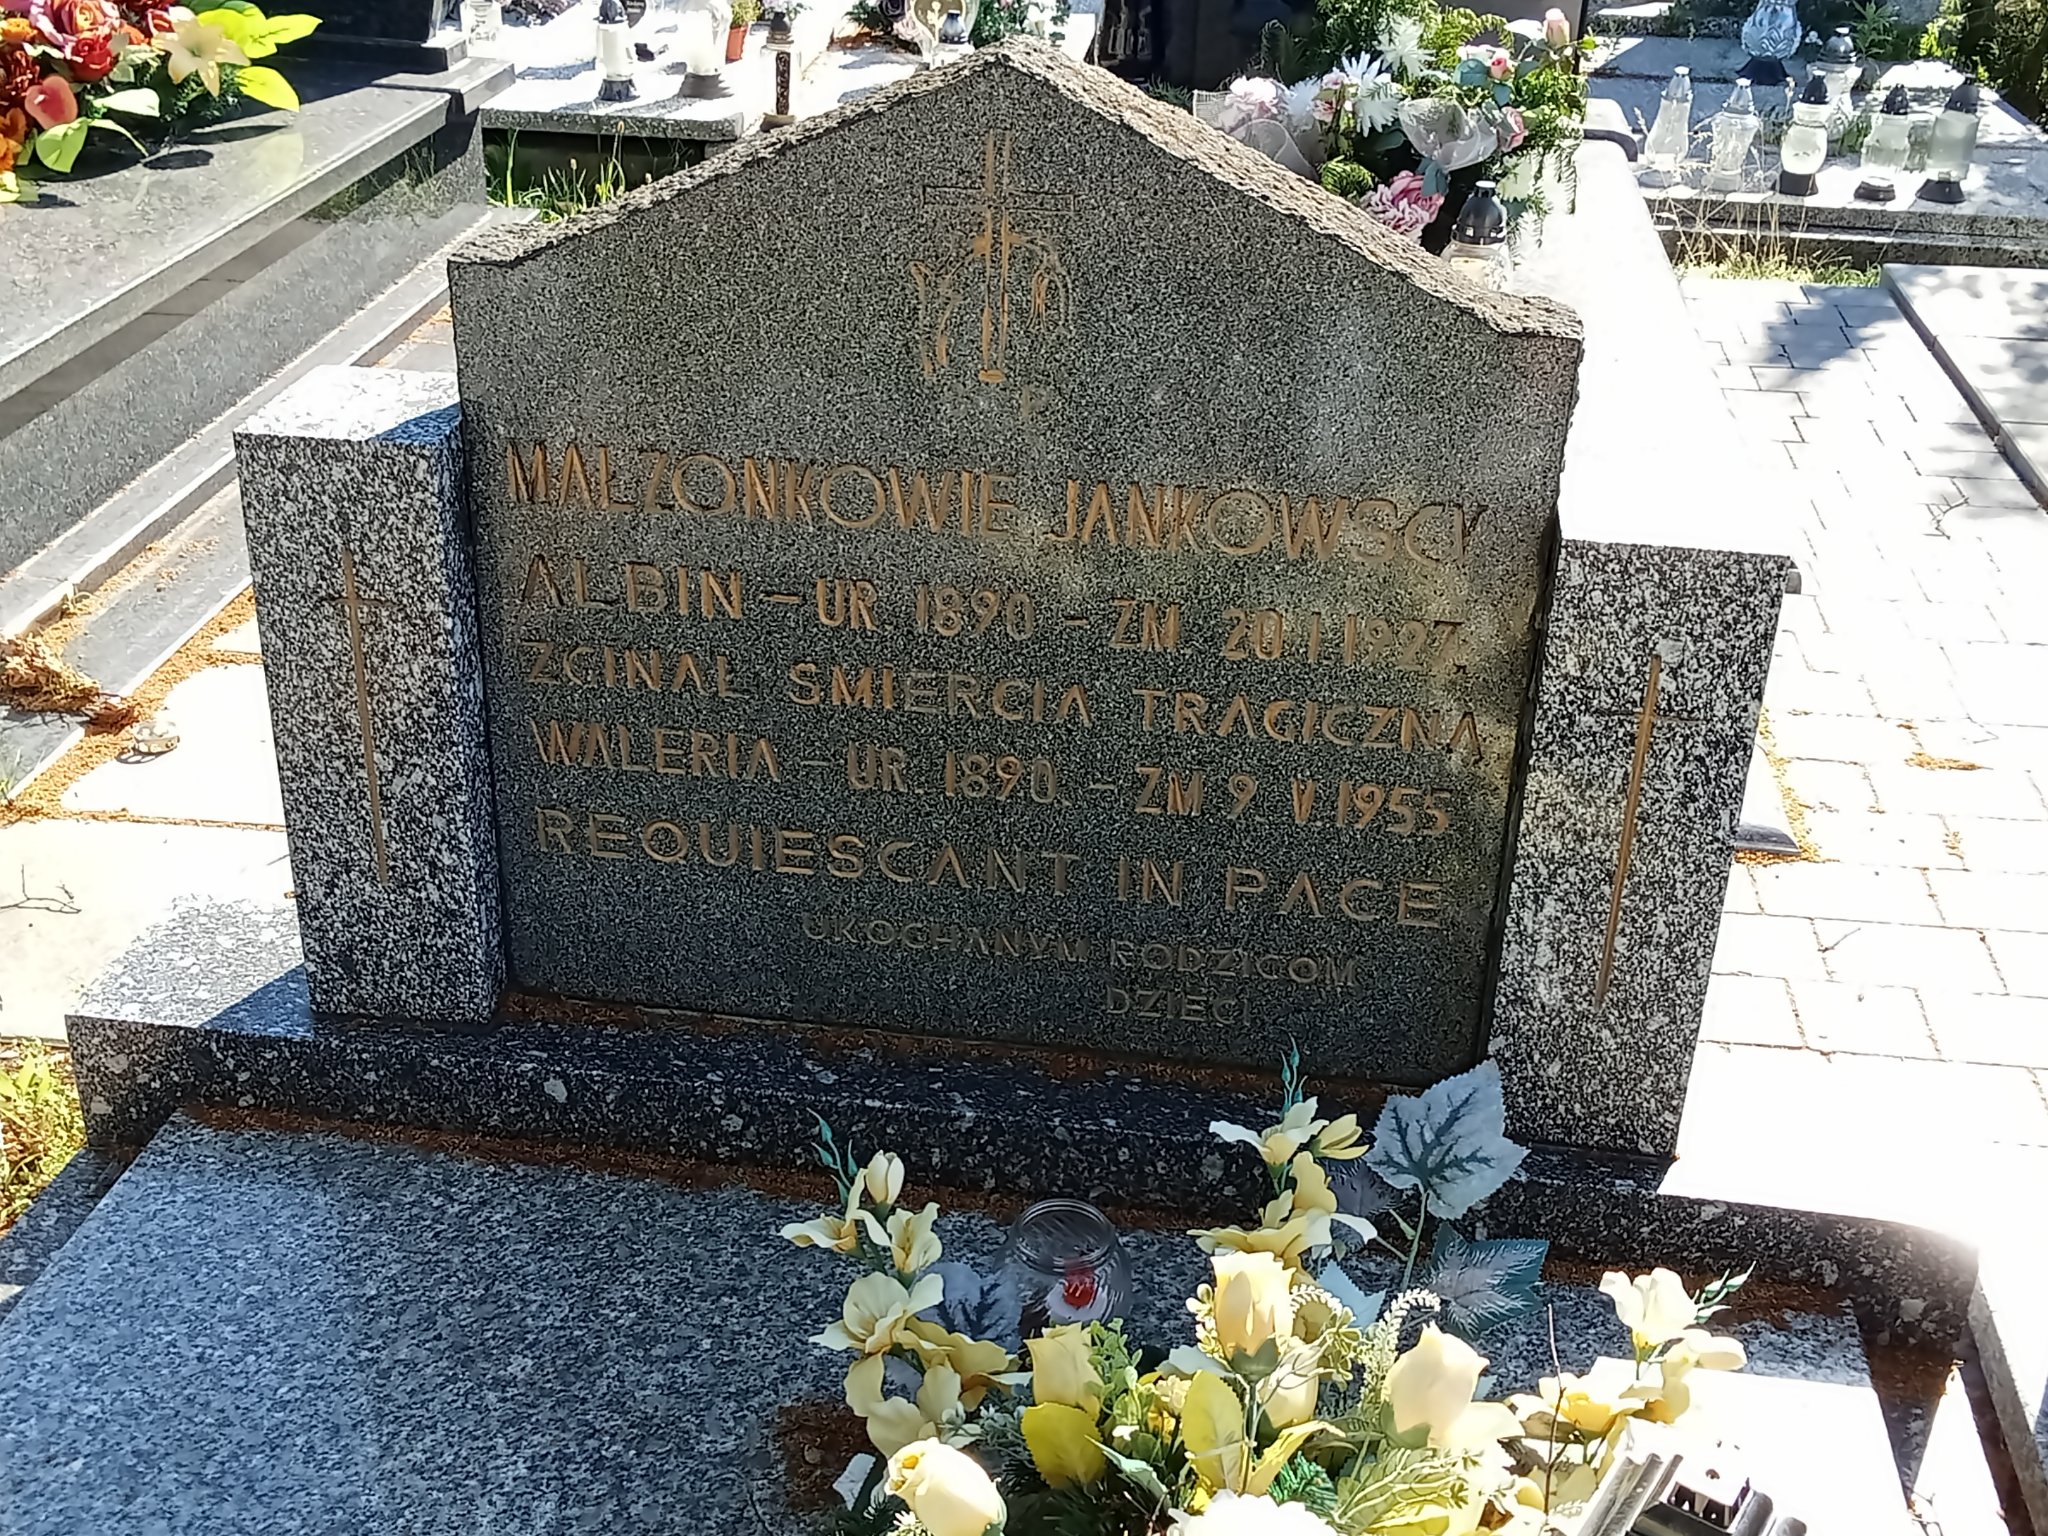 MAŁŻONKOWIE JANKOWSCY
ALBIN – UR. 1890 – ZM. 20.I.1927.
ZGINAŁ ŚMIERCIĄ TRAGICZNĄ
WALERIA – UR. 1890. – ZM 9 V.1955
REQUIESCANT IN PACE
UKOCHANYM RODZICOM
DZIECI